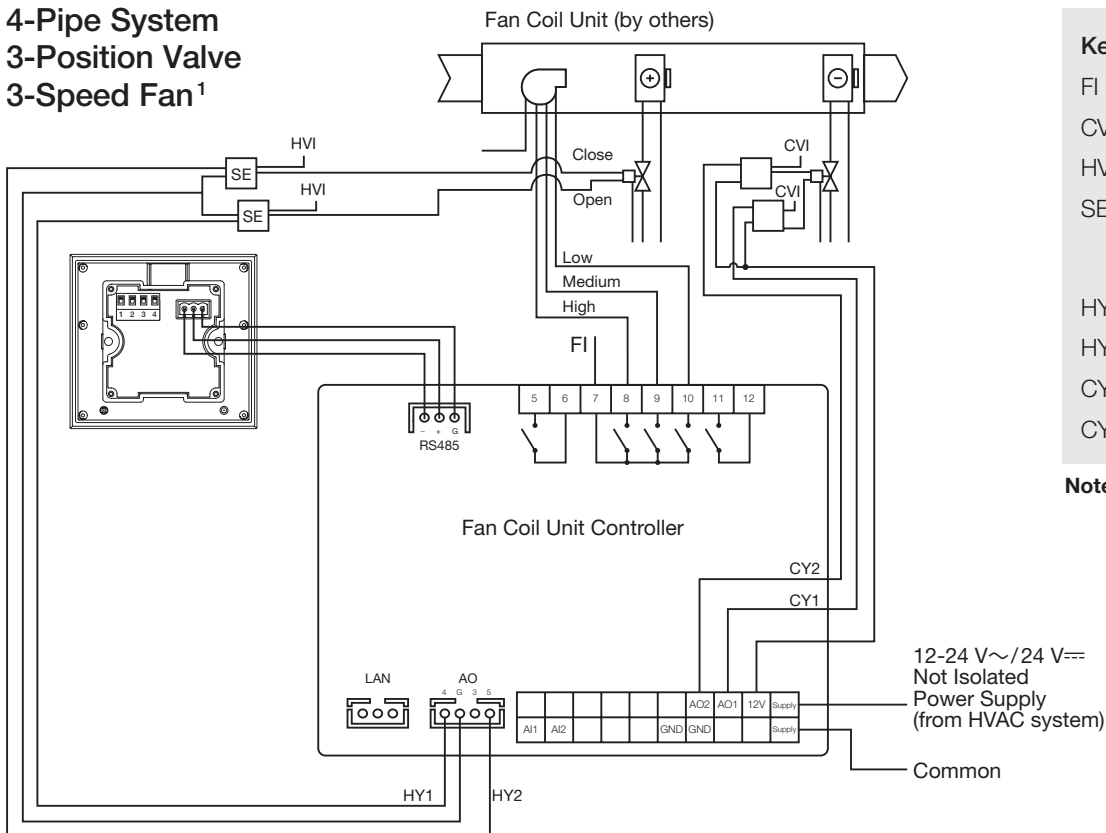 4-Pipe System
3-Position Valve
3-Speed Fan¹
Fan Coil Unit (by others)
Ke
FI
CV
HV
SE
HY
HY
CY
CY
Note
HVI
SE
HVI
SE
Close
Open
CVI
CVI
+
−
Low
Medium
High
FI
1 2 3 4
5 6 7 8 9 10 11 12
− + G
RS485
Fan Coil Unit Controller
CY2
CY1
LAN
AO
4 G 3 5
AO2 AO1 12V Supply
AI1 AI2 GND GND Supply
12-24 V～/24 V⎓
Not Isolated
Power Supply
(from HVAC system)
Common
HY1
HY2